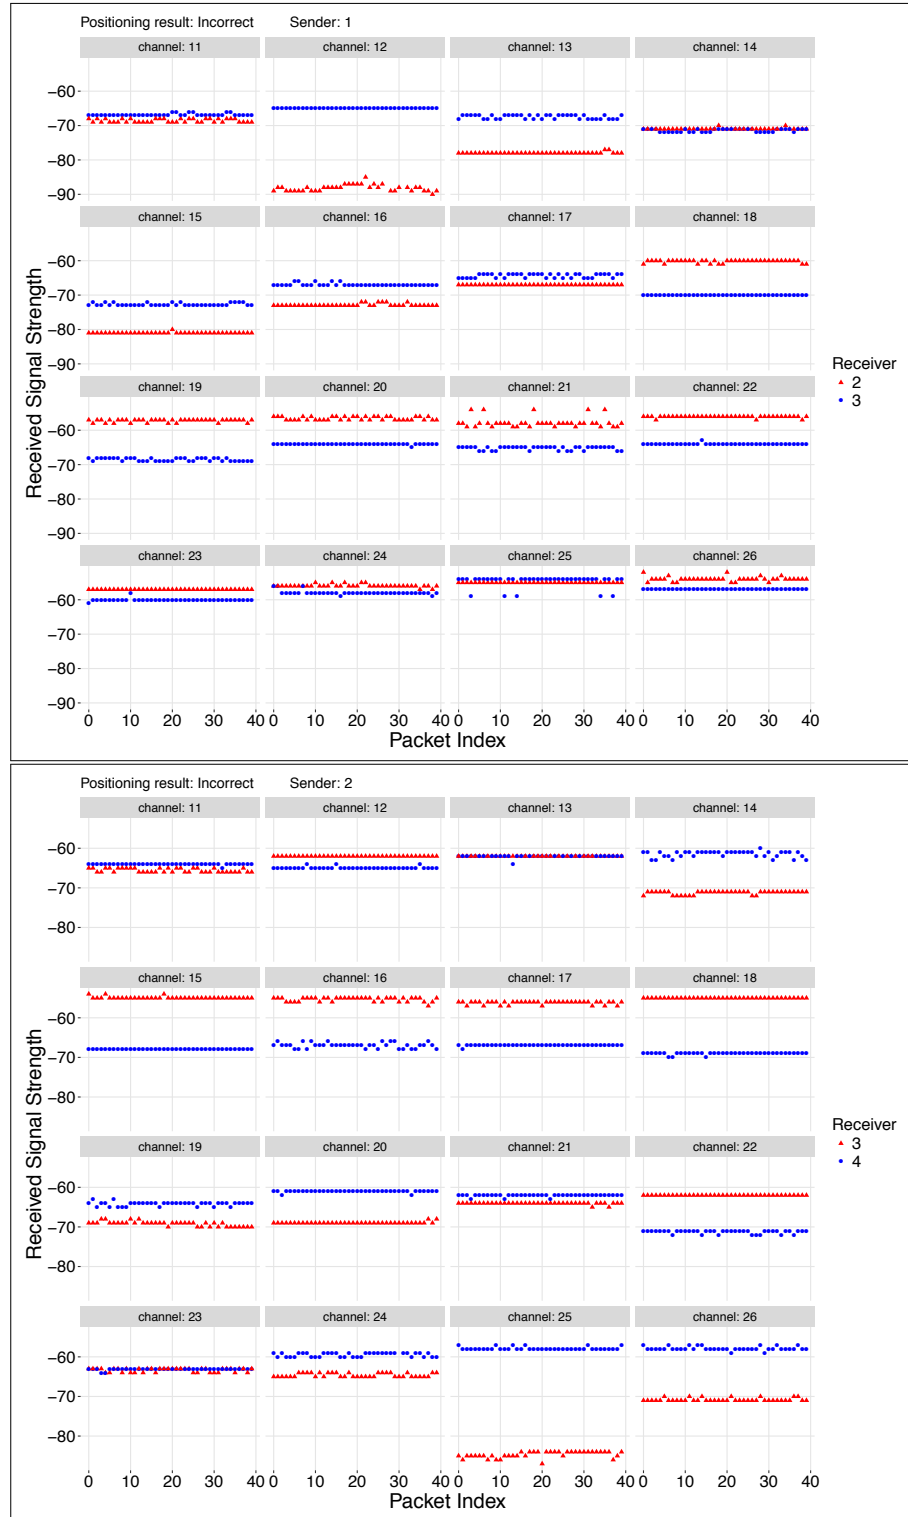 Positioning result: Incorrect Sender: 1
channel: 11 channel: 12 channel: 13 channel: 14
−60
−70
−80
−90
channel: 15 channel: 16 channel: 17 channel: 18
−60
−70
−80
−90
channel: 19 channel: 20 channel: 21 channel: 22
−60
−70
−80
−90
channel: 23 channel: 24 channel: 25 channel: 26
−60
−70
−80
−90
0 10 20 30 40 0 10 20 30 40 0 10 20 30 40 0 10 20 30 40
Packet Index
Received Signal Strength
Receiver
2
3
Positioning result: Incorrect Sender: 2
channel: 11 channel: 12 channel: 13 channel: 14
−60
−70
−80
channel: 15 channel: 16 channel: 17 channel: 18
−60
−70
−80
channel: 19 channel: 20 channel: 21 channel: 22
−60
−70
−80
channel: 23 channel: 24 channel: 25 channel: 26
−60
−70
−80
0 10 20 30 40 0 10 20 30 40 0 10 20 30 40 0 10 20 30 40
Packet Index
Received Signal Strength
Receiver
3
4